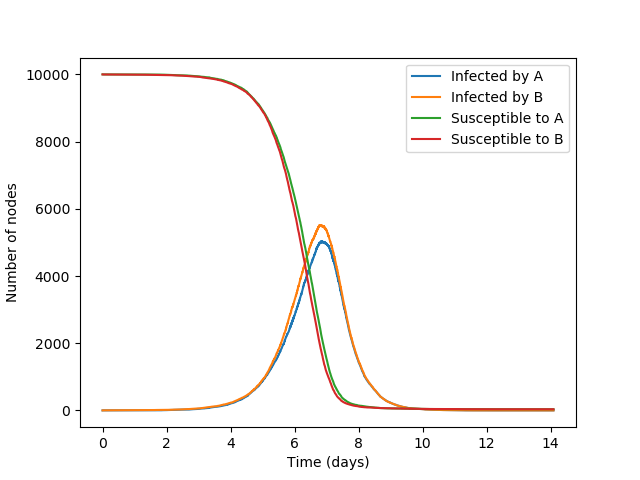 10000
8000
6000
4000
2000
0
Number of nodes
0 2 4 6 8 10 12 14
Time (days)
Infected by A
Infected by B
Susceptible to A
Susceptible to B